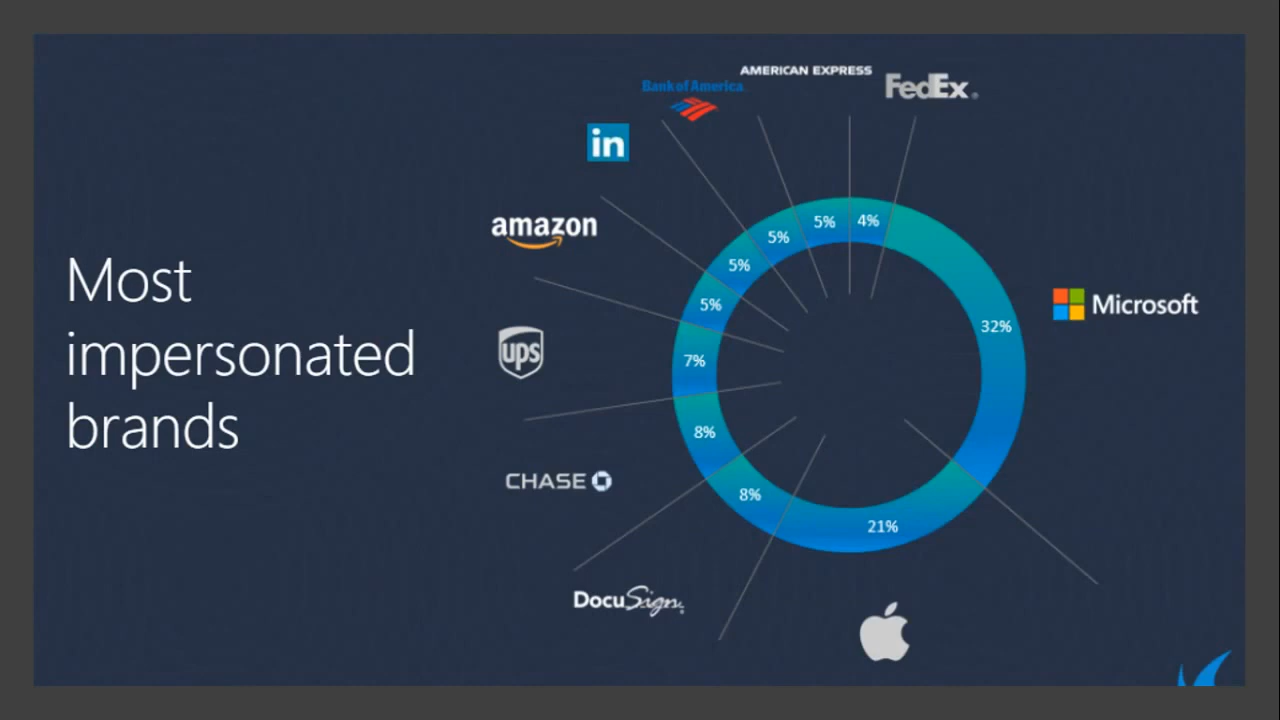 Most
impersonated
brands
AMERICAN EXPRESS
Bank of America
FedEx
in
amazon
ups
CHASE
DocuSign
Microsoft
5%
4%
5%
5%
5%
7%
8%
8%
21%
32%